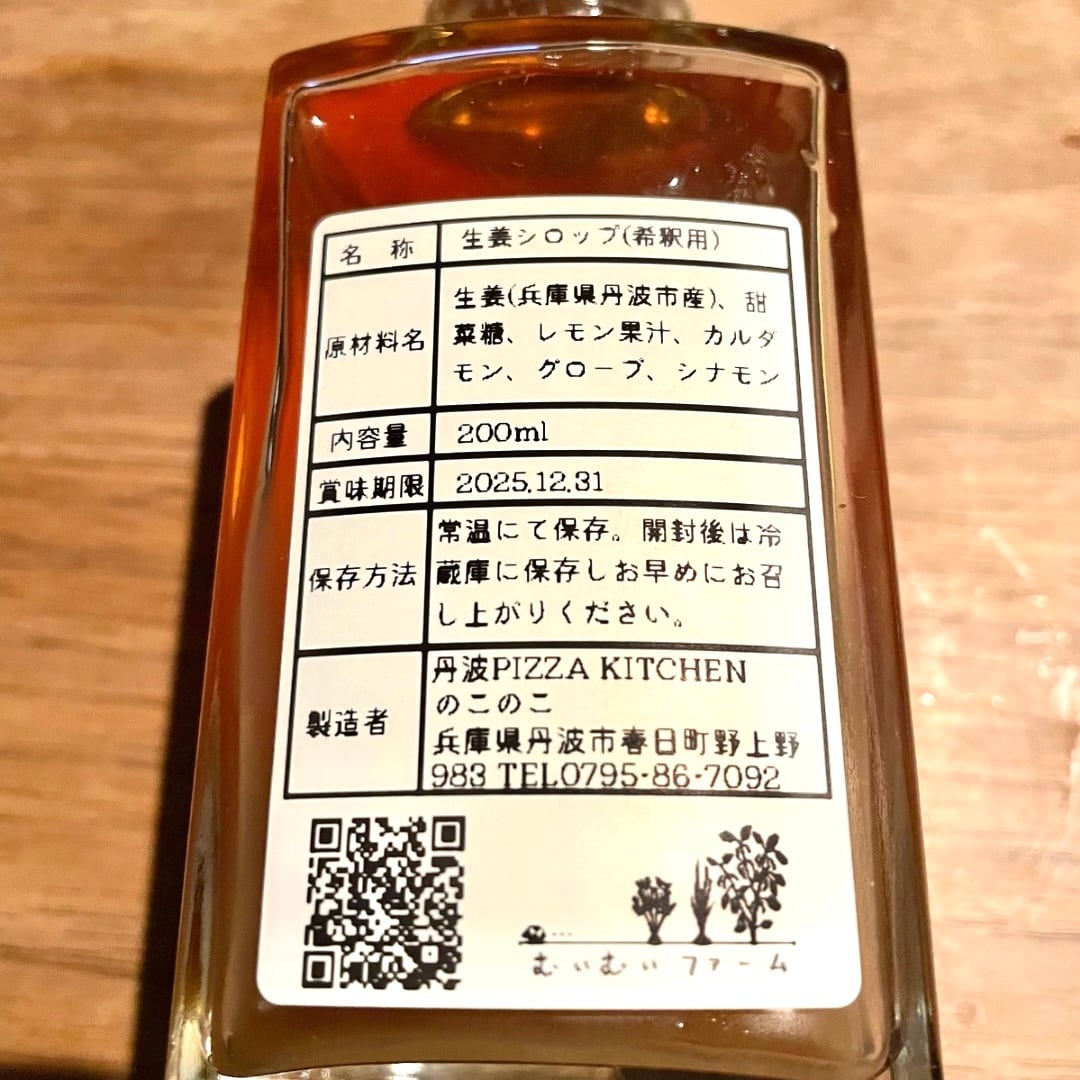 名 称 生姜シロップ(希釈用)
原材料名 生姜(兵庫県丹波市産)、甜
菜糖、レモン果汁、カルダ
モン、グローブ、シナモン
内容量 200ml
賞味期限 2025.12.31
保存方法 常温にて保存。開封後は冷
蔵庫に保存しお早めにお召
し上がりください。
製造者 丹波PIZZA KITCHEN
のこのこ
兵庫県丹波市春日町野上野
983 TEL0795-86-7092
むぃむぃファーム